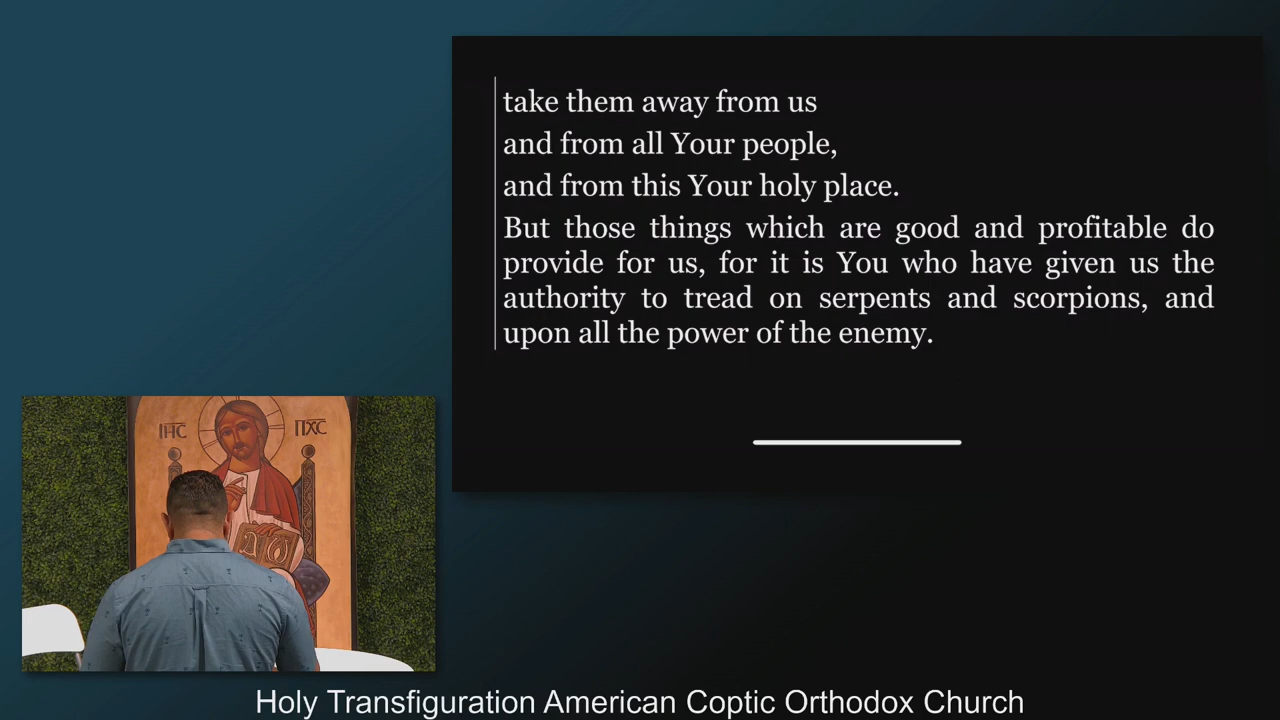 take them away from us
and from all Your people,
and from this Your holy place.
But those things which are good and profitable do
provide for us, for it is You who have given us the
authority to tread on serpents and scorpions, and
upon all the power of the enemy.
ⲒⲎⲤ ⲠⲬⲤ
Ⲁ Ⲱ
Holy Transfiguration American Coptic Orthodox Church